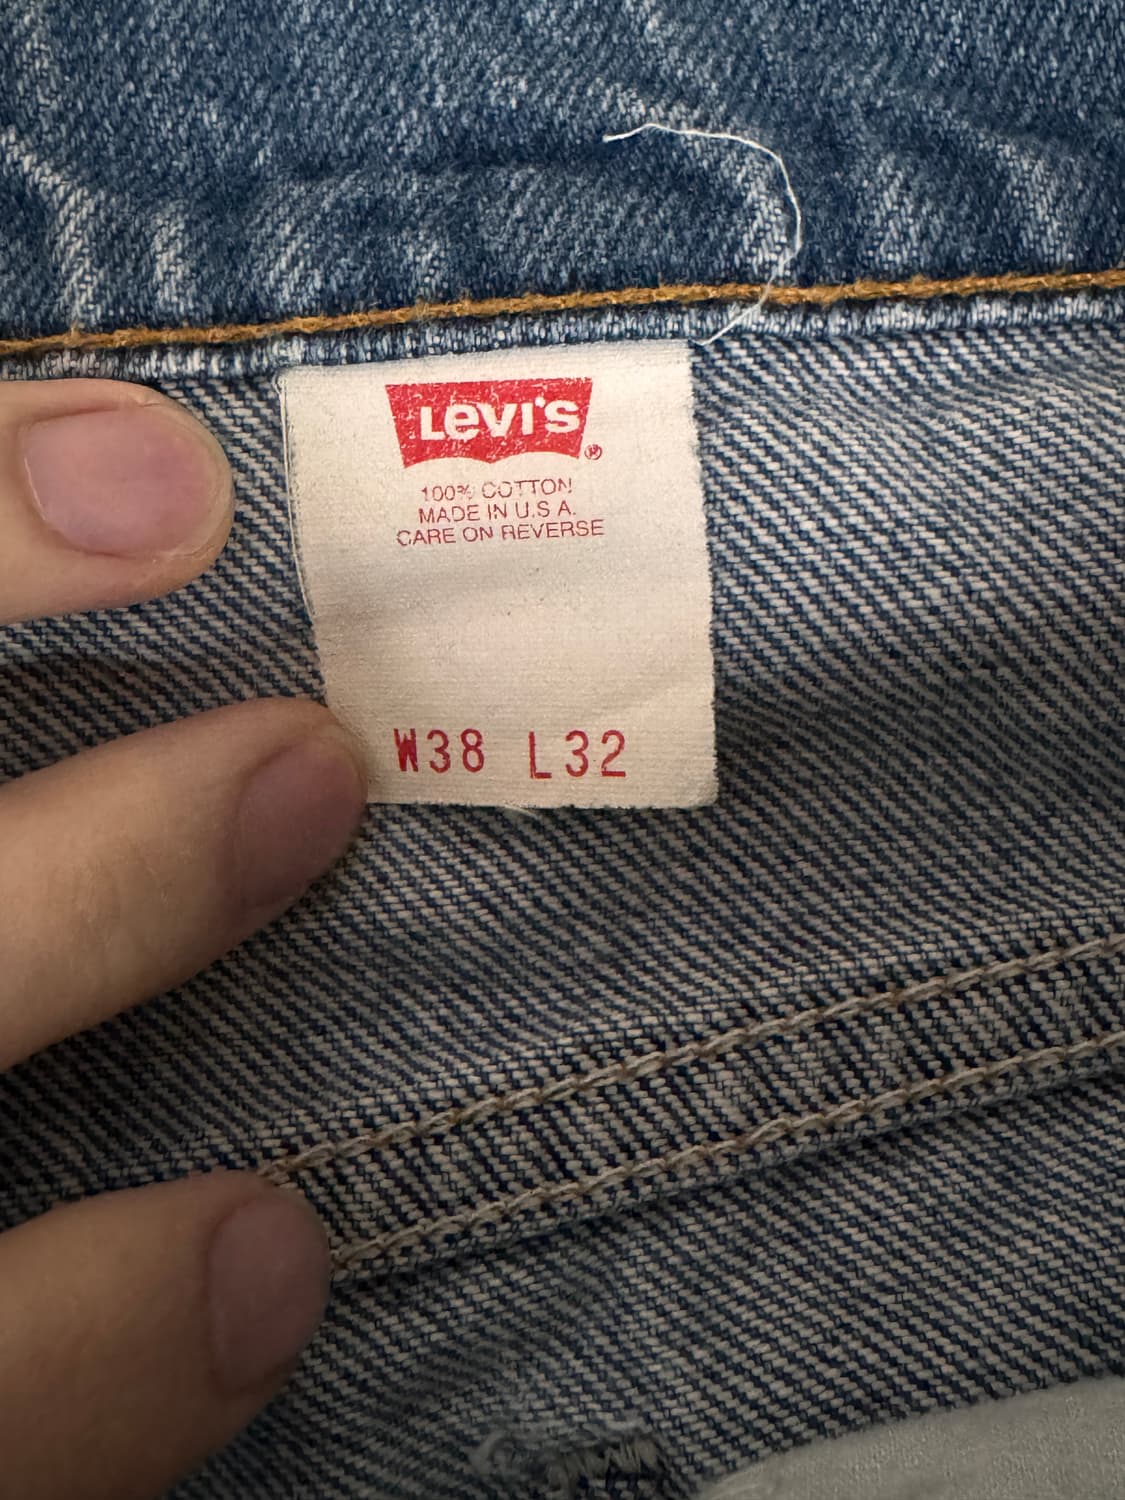 Levi's ®
100% COTTON
MADE IN U.S A.
CARE ON REVERSE
W38 L32